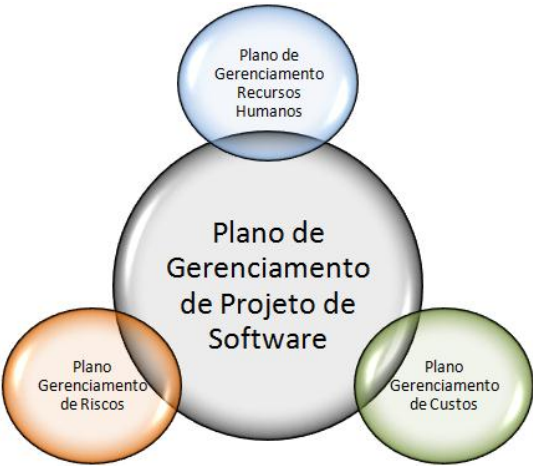 Plano de
Gerenciamento
Recursos
Humanos
Plano de
Gerenciamento
de Projeto de
Software
Plano
Gerenciamento
de Riscos
Plano
Gerenciamento
de Custos